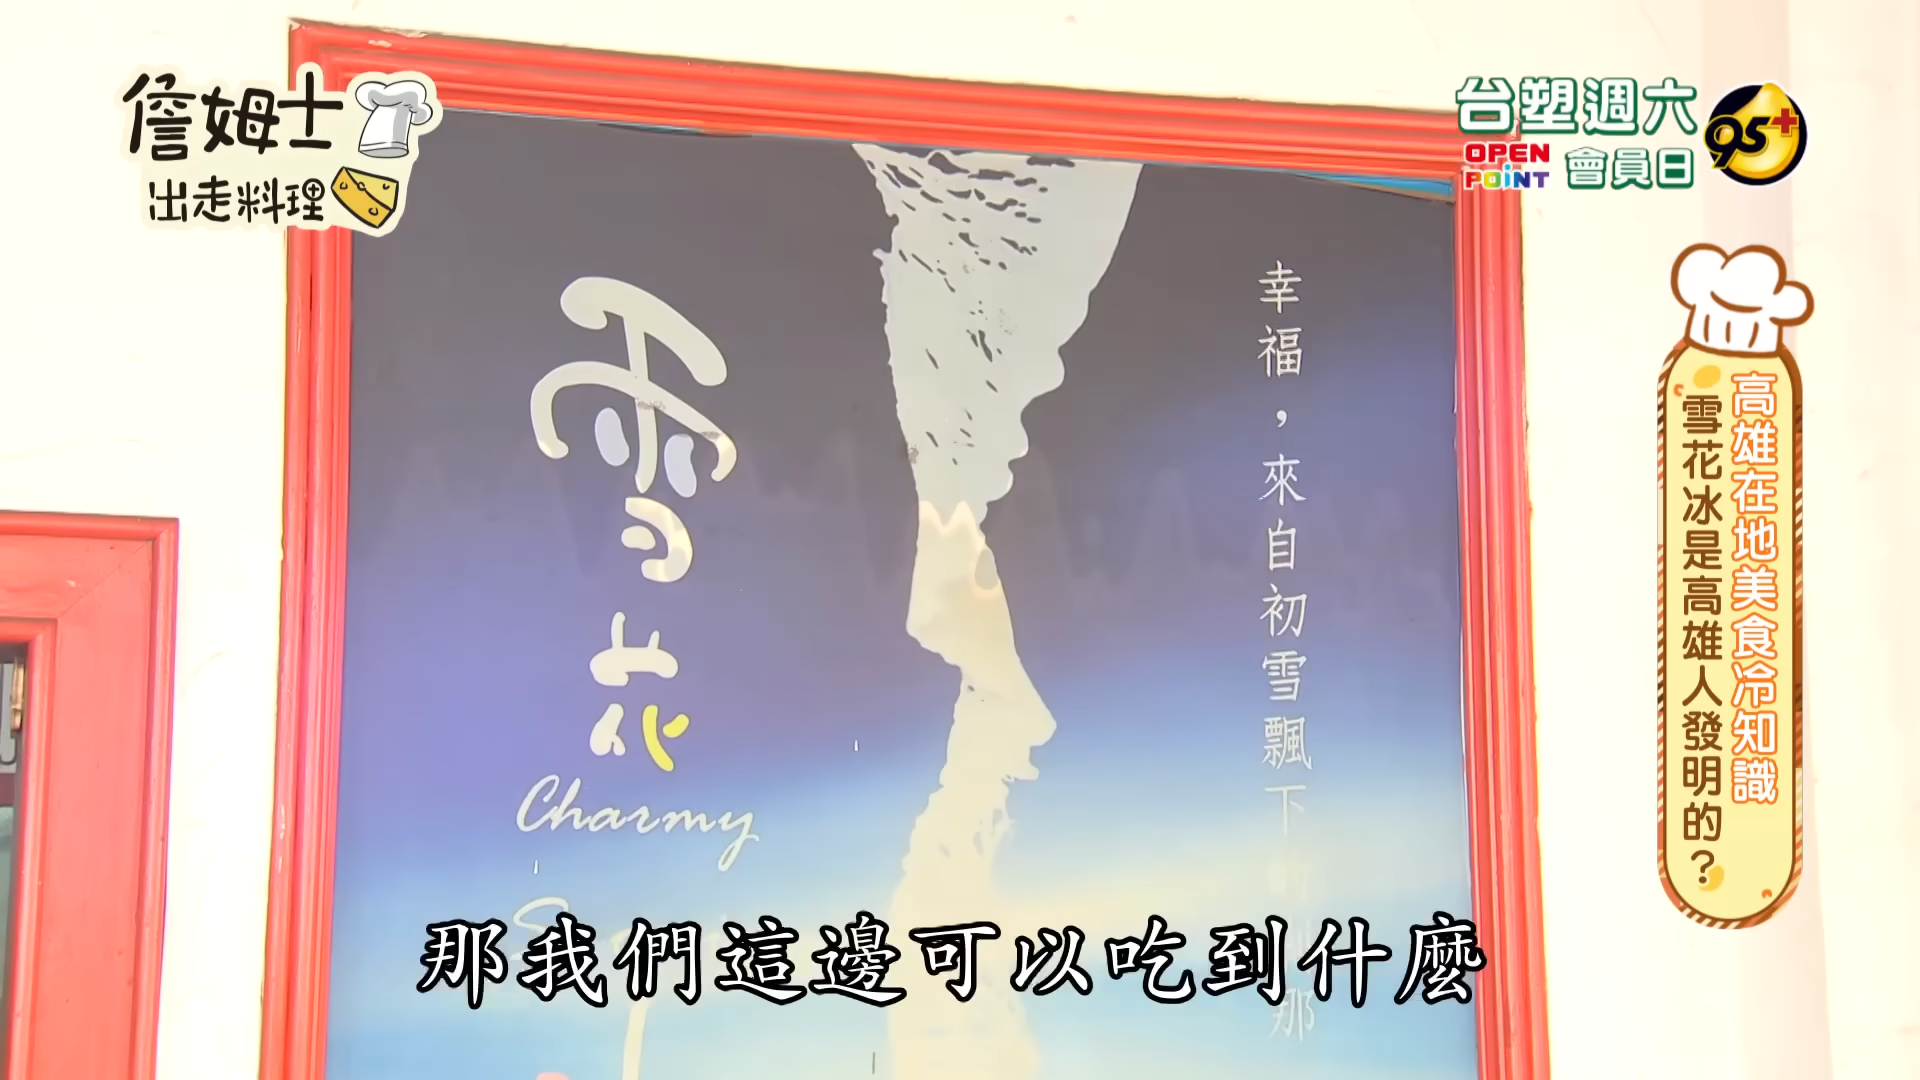 詹姆士
出走料理
台塑週六
OPEN POINT
會員日
95+
高雄在地美食冷知識
雪花冰是高雄人發明的？
雪花
Charmy
幸福，來自初雪飄下
那
那我們這邊可以吃到什麼